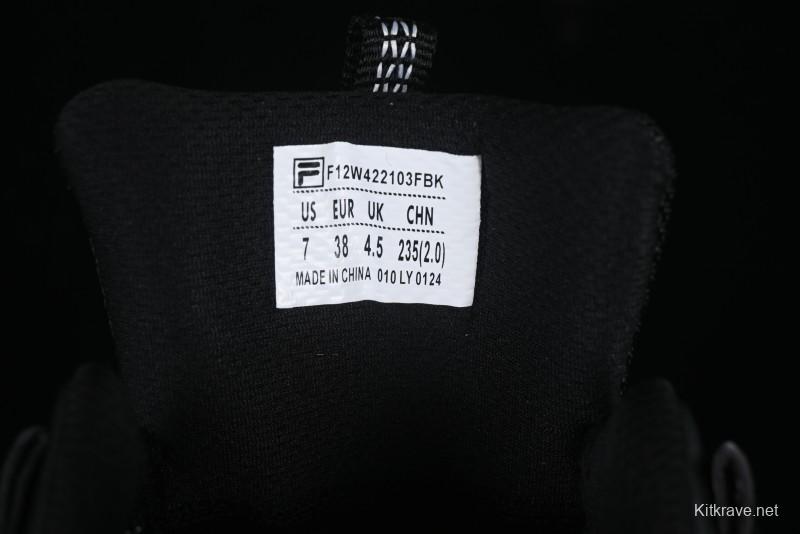 F12W422103FBK
US EUR UK CHN
7 38 4.5 235(2.0)
MADE IN CHINA 010 LY 0124
Kitkrave.net